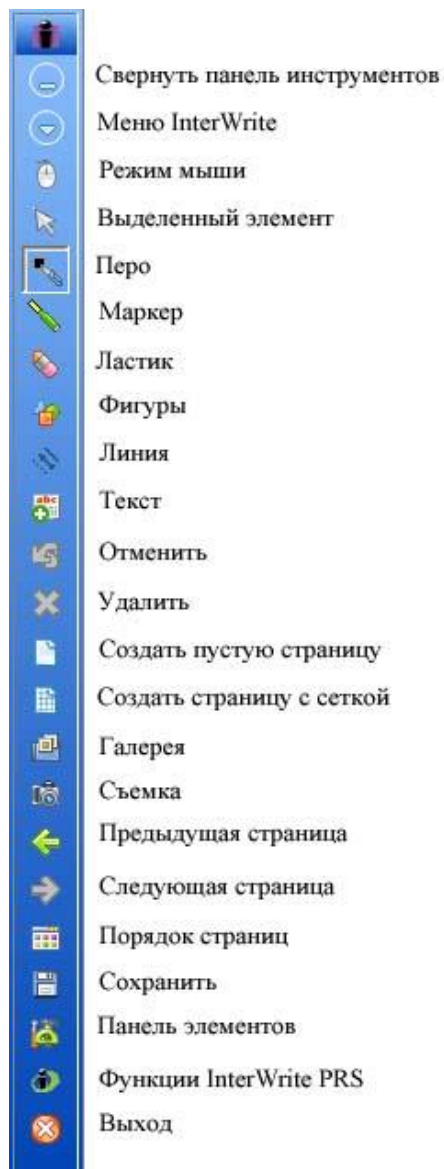 Свернуть панель инструментов
Меню InterWrite
Режим мыши
Выделенный элемент
Перо
Маркер
Ластик
Фигуры
Линия
abc
Текст
Отменить
Удалить
Создать пустую страницу
Создать страницу с сеткой
Галерея
Съемка
Предыдущая страница
Следующая страница
Порядок страниц
Сохранить
Панель элементов
Функции InterWrite PRS
Выход